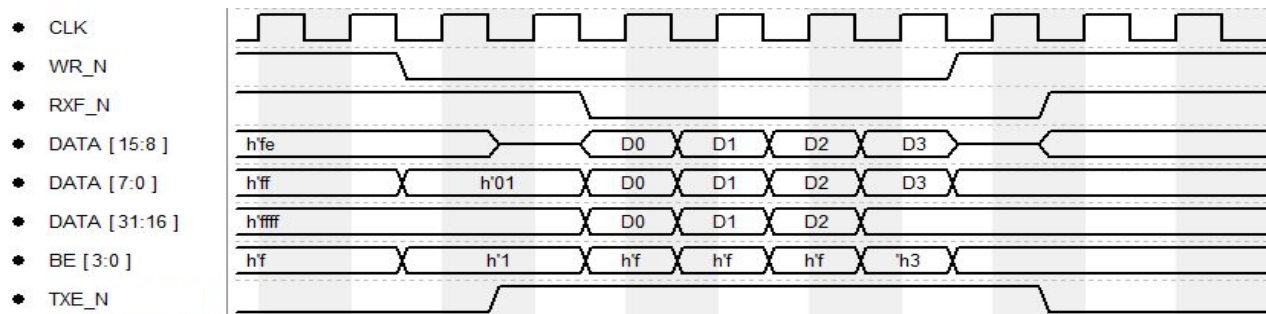 CLK
WR_N
RXF_N
DATA [15:8] h'fe D0 D1 D2 D3
DATA [7:0] h'ff h'01 D0 D1 D2 D3
DATA [31:16] h'ffff D0 D1 D2
BE [3:0] h'f h'1 h'f h'f h'f 'h3
TXE_N